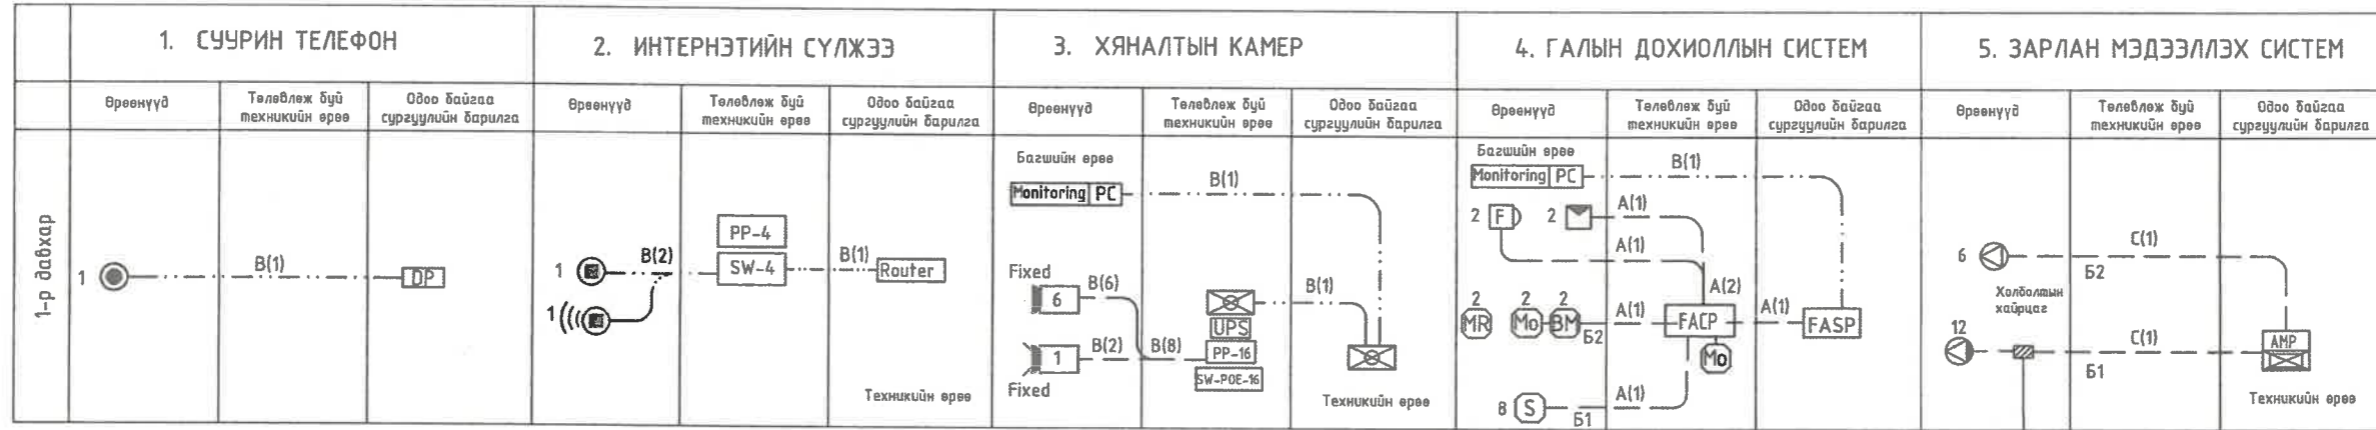 1. СУУРИН ТЕЛЕФОН
2. ИНТЕРНЭТИЙН СҮЛЖЭЭ
3. ХЯНАЛТЫН КАМЕР
4. ГАЛЫН ДОХИОЛЛЫН СИСТЕМ
5. ЗАРЛАН МЭДЭЭЛЛЭХ СИСТЕМ
Өрөөнүүд
Төлөвлөж буй
техникийн өрөө
Одоо байгаа
сургуулийн барилга
Өрөөнүүд
Төлөвлөж буй
техникийн өрөө
Одоо байгаа
сургуулийн барилга
Өрөөнүүд
Төлөвлөж буй
техникийн өрөө
Одоо байгаа
сургуулийн барилга
Өрөөнүүд
Төлөвлөж буй
техникийн өрөө
Одоо байгаа
сургуулийн барилга
Өрөөнүүд
Төлөвлөж буй
техникийн өрөө
Одоо байгаа
сургуулийн барилга
1-р давхар
1
B(1)
DP
1
B(2)
1
PP-4
SW-4
B(1)
Router
Техникийн өрөө
Багшийн өрөө
Monitoring PC
B(1)
Fixed
6
B(6)
1
B(2)
Fixed
B(8)
UPS
PP-16
SW-POE-16
B(1)
Техникийн өрөө
Багшийн өрөө
Monitoring PC
B(1)
2 F
2
A(1)
A(1)
2
MR
2
Mo
2
BM
Б2
A(1)
A(2)
FACP
Mo
A(1)
FASP
8 S
Б1
A(1)
6
C(1)
Б2
Холболтын
хайрцаг
12
C(1)
Б1
AMP
Техникийн өрөө